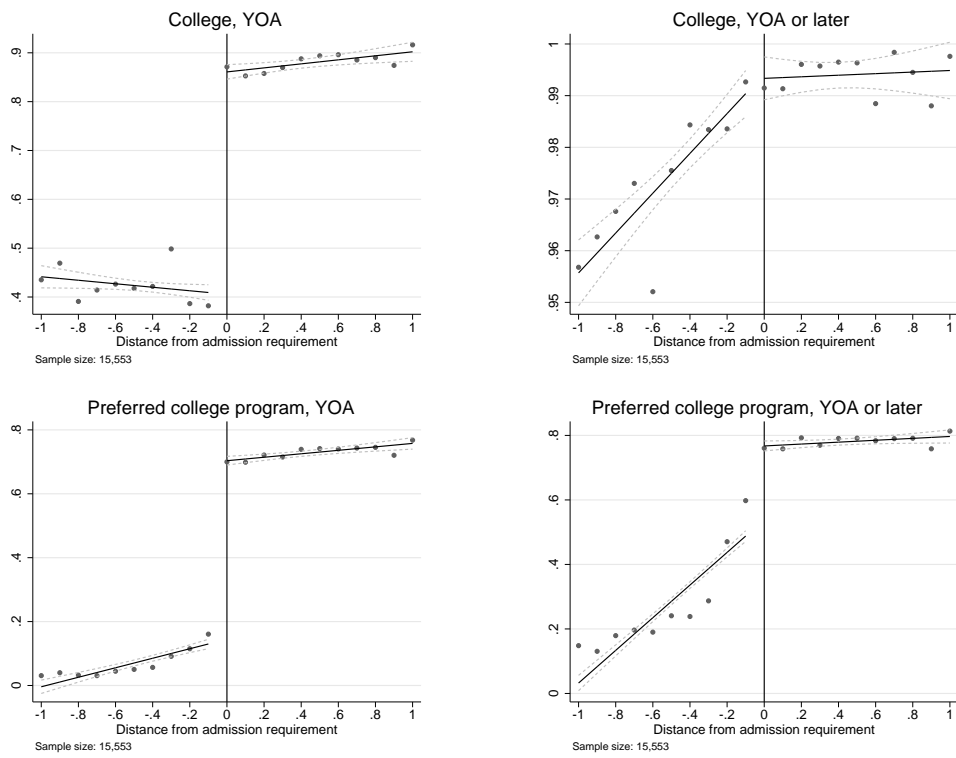 College, YOA
.9
.8
.7
.6
.5
.4
-1 -.8 -.6 -.4 -.2 0 .2 .4 .6 .8 1
Distance from admission requirement
Sample size: 15,553
College, YOA or later
1
.99
.98
.97
.96
.95
-1 -.8 -.6 -.4 -.2 0 .2 .4 .6 .8 1
Distance from admission requirement
Sample size: 15,553
Preferred college program, YOA
.8
.6
.4
.2
0
-1 -.8 -.6 -.4 -.2 0 .2 .4 .6 .8 1
Distance from admission requirement
Sample size: 15,553
Preferred college program, YOA or later
.8
.6
.4
.2
0
-1 -.8 -.6 -.4 -.2 0 .2 .4 .6 .8 1
Distance from admission requirement
Sample size: 15,553